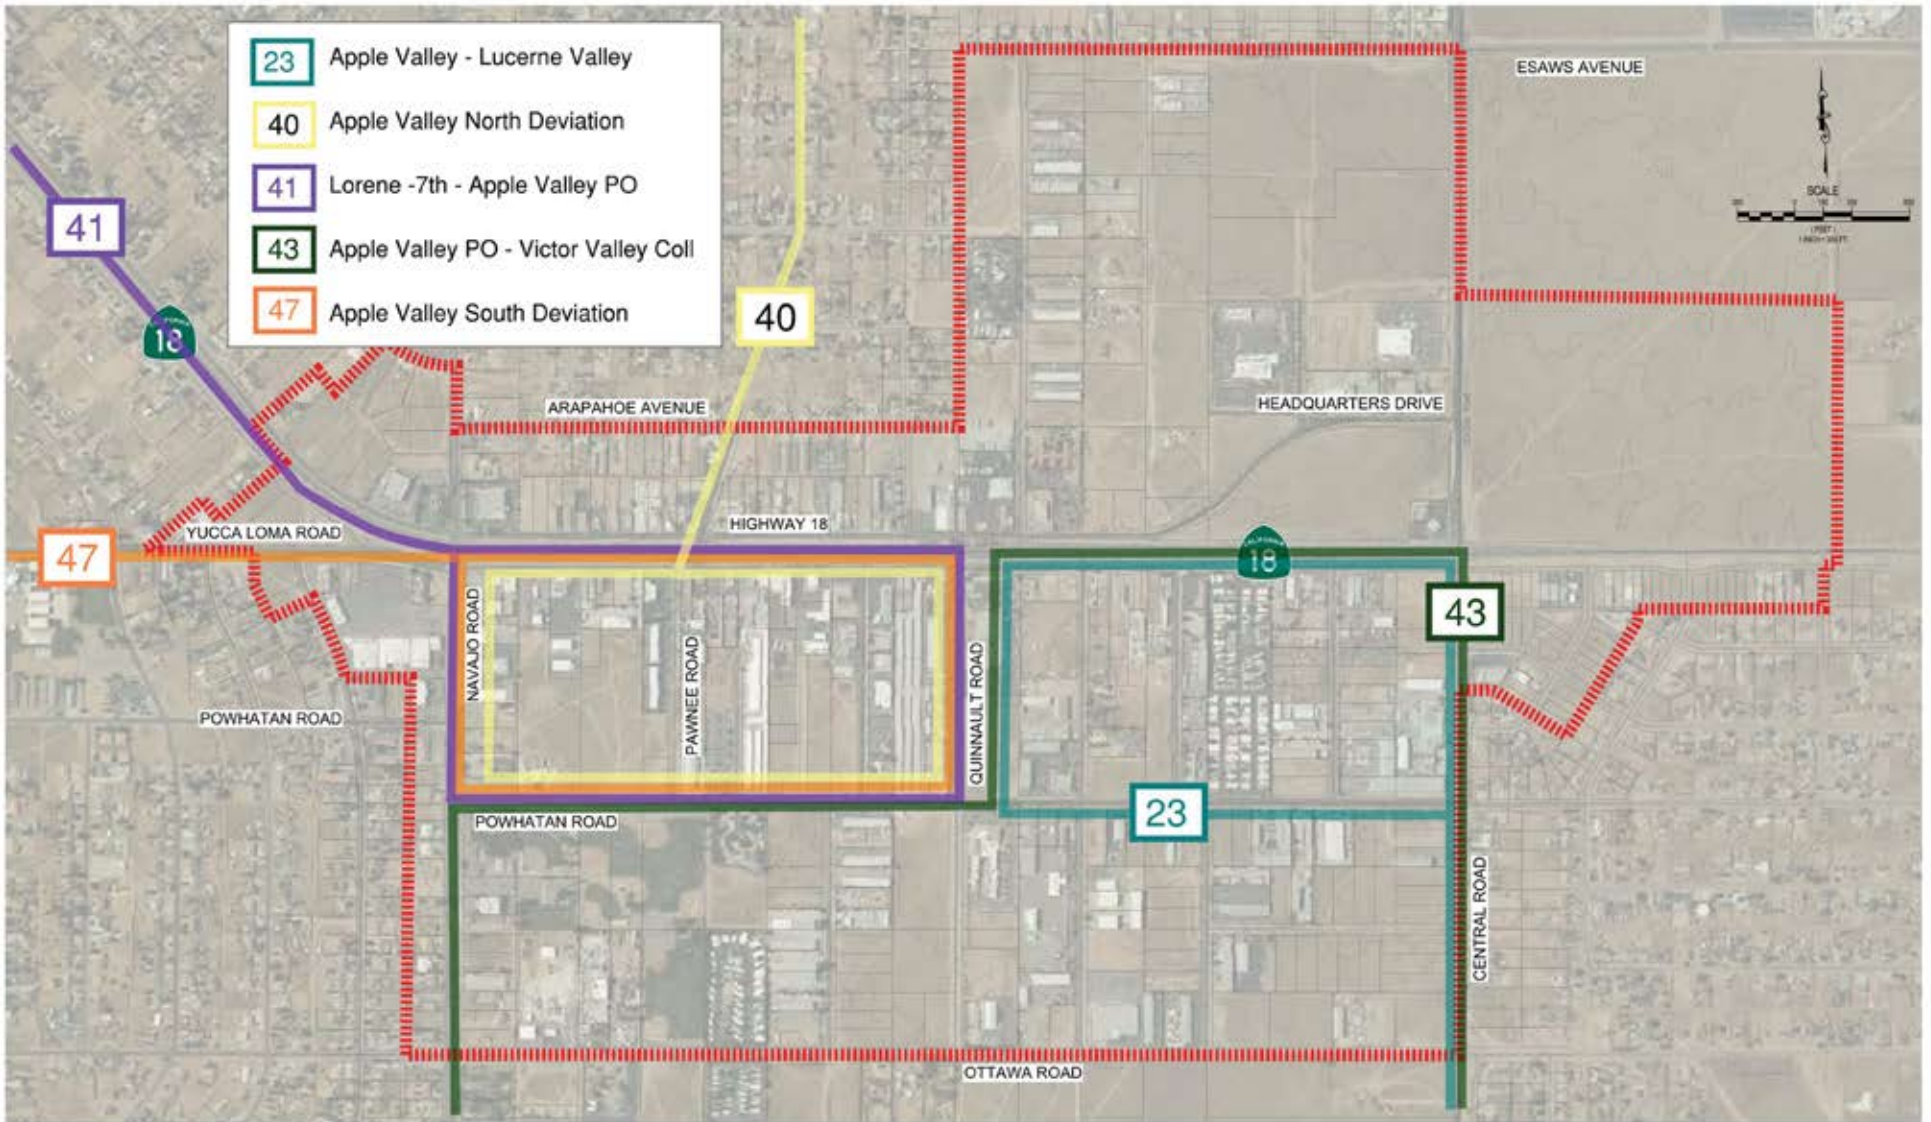 23 Apple Valley - Lucerne Valley
40 Apple Valley North Deviation
41 Lorene -7th - Apple Valley PO
43 Apple Valley PO - Victor Valley Coll
47 Apple Valley South Deviation
ESAWS AVENUE
SCALE
41
CALIFORNIA
18
40
ARAPAHOE AVENUE
HEADQUARTERS DRIVE
YUCCA LOMA ROAD
HIGHWAY 18
47
CALIFORNIA
18
43
NAVAJO ROAD
PAWNEE ROAD
QUINNAULT ROAD
POWHATAN ROAD
POWHATAN ROAD
23
CENTRAL ROAD
OTTAWA ROAD